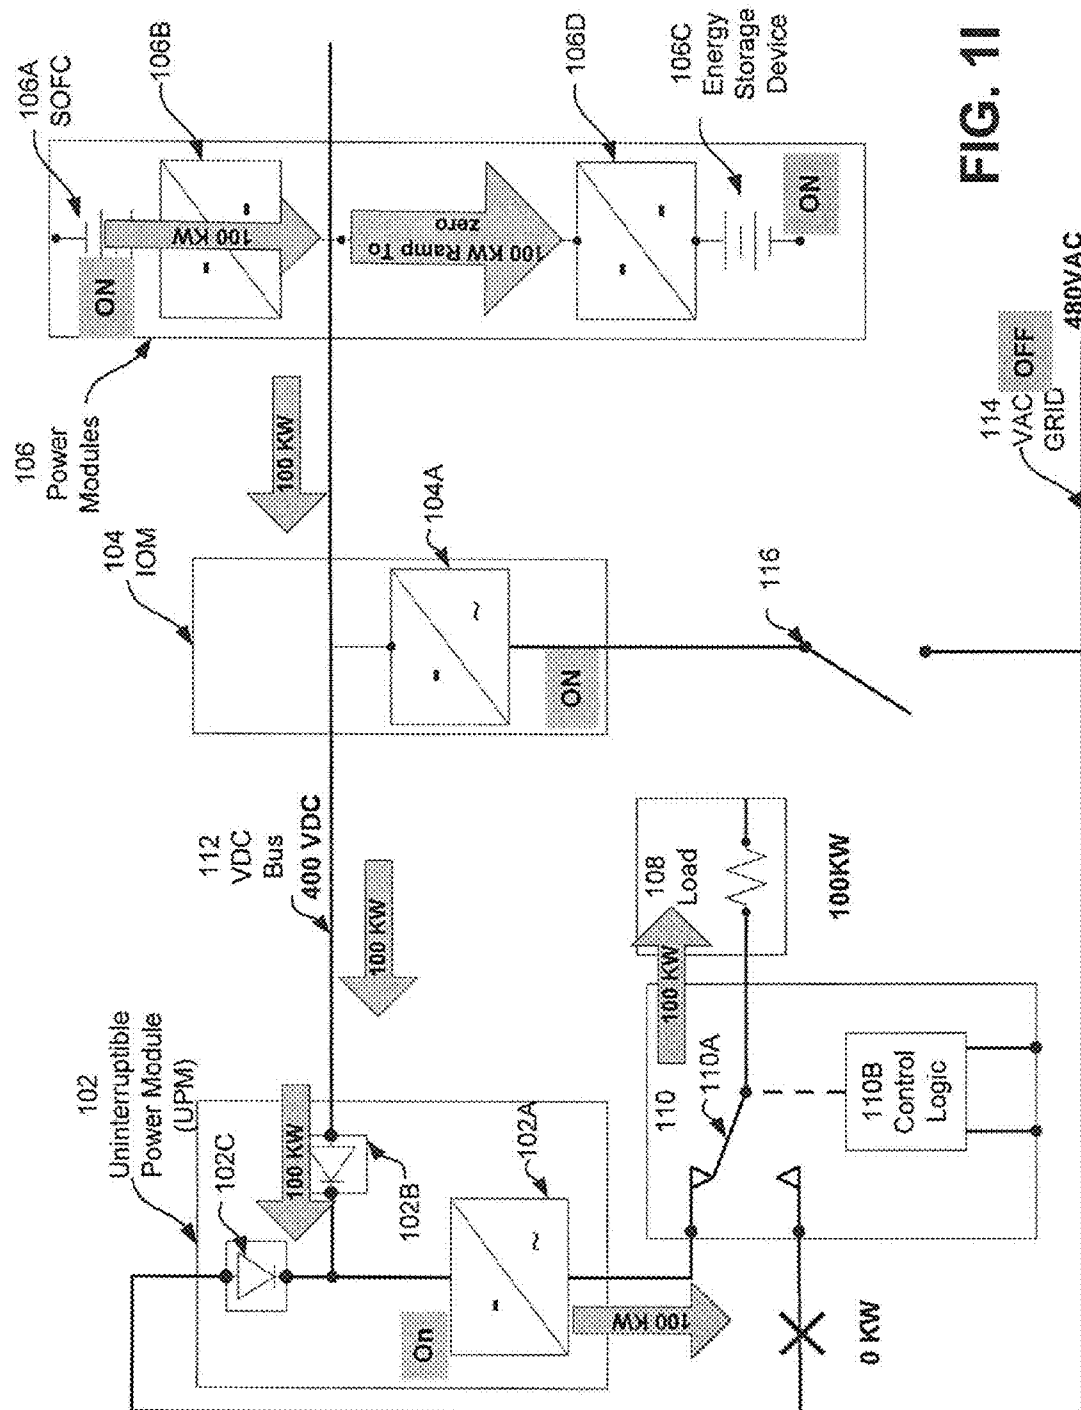 102
Uninterruptible
Power Module
(UPM)
102C
100 KW
102B
102A
On
100 KW
0 KW
112
VDC
Bus
400 VDC
100 KW
110
110A
110B
Control
Logic
100 KW
108
Load
100KW
104
IOM
104A
ON
116
100 KW
106
Power
Modules
106A
SOFC
ON
100 KW
106B
100 KW Ramp To
zero
106D
106C
Energy
Storage
Device
ON
114
VAC OFF
GRID
480VAC
FIG. 1I